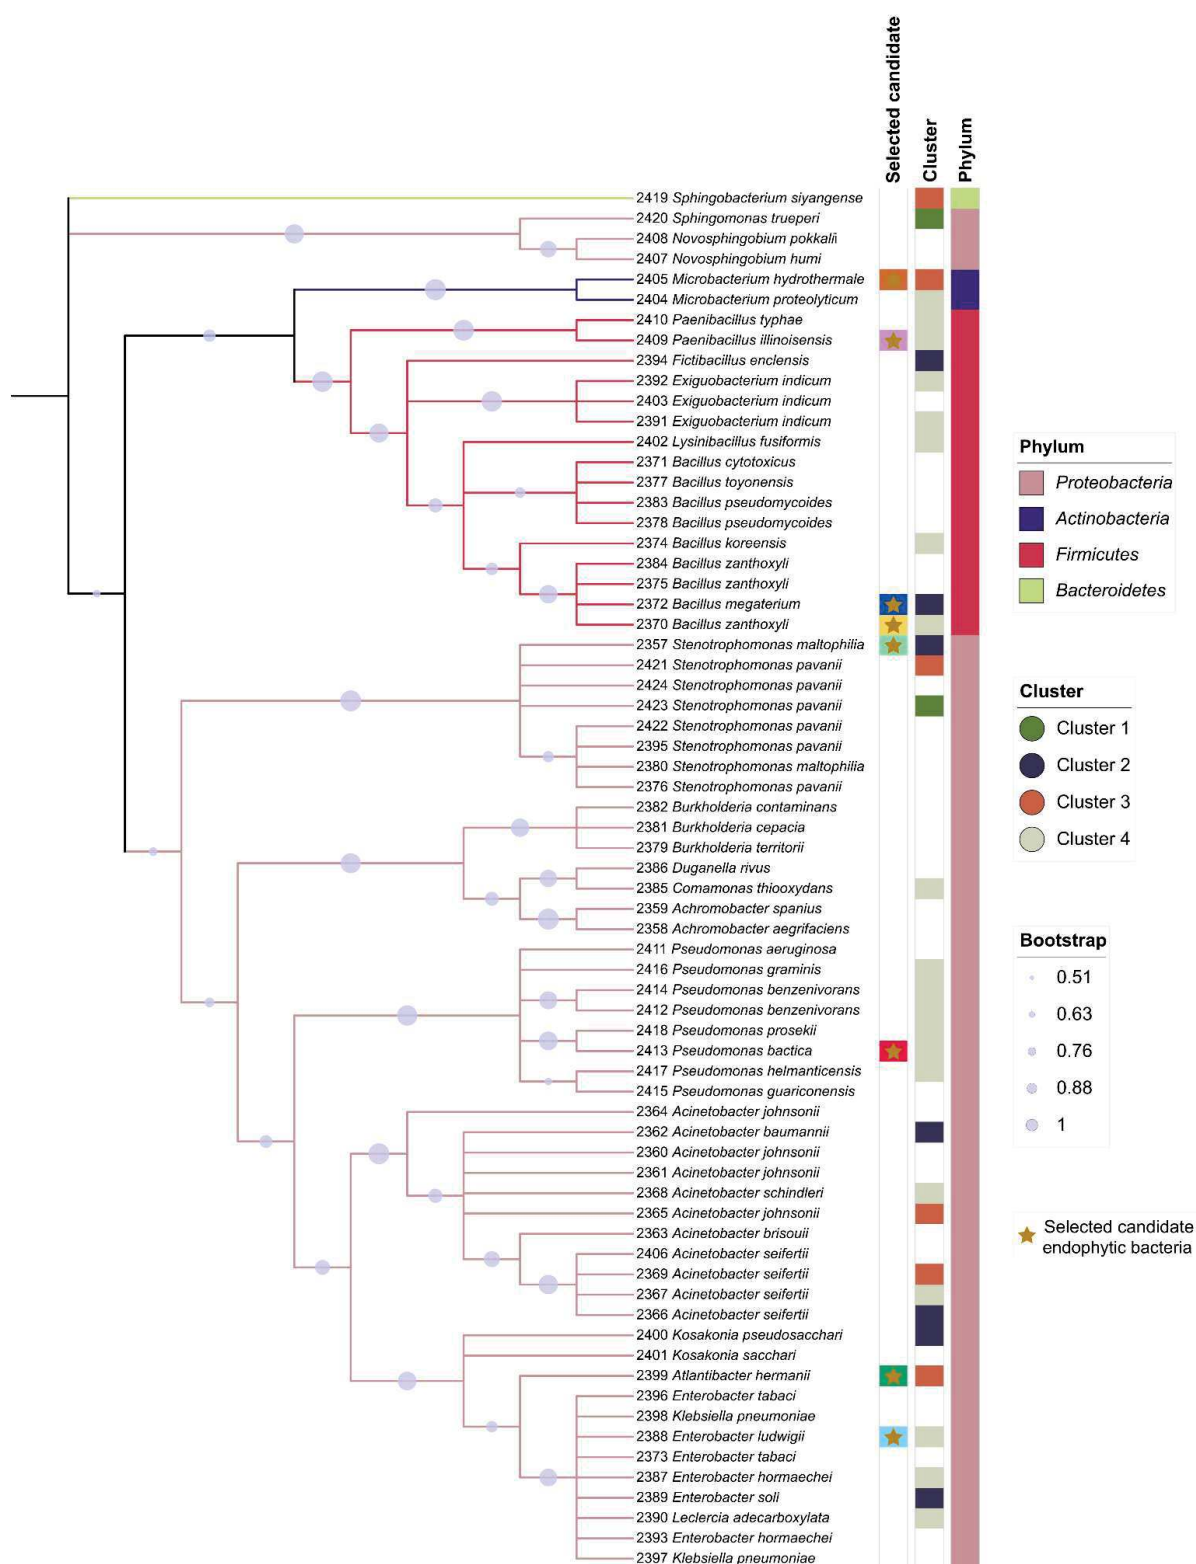 Selected candidate
Cluster
Phylum
2419 Sphingobacterium siyangense
2420 Sphingomonas trueperi
2408 Novosphingobium pokkalii
2407 Novosphingobium humi
2405 Microbacterium hydrothermale
2404 Microbacterium proteolyticum
2410 Paenibacillus typhae
2409 Paenibacillus illinoisensis
2394 Fictibacillus enclensis
2392 Exiguobacterium indicum
2403 Exiguobacterium indicum
2391 Exiguobacterium indicum
2402 Lysinibacillus fusiformis
2371 Bacillus cytotoxicus
2377 Bacillus toyonensis
2383 Bacillus pseudomycoides
2378 Bacillus pseudomycoides
2374 Bacillus koreensis
2384 Bacillus zanthoxyli
2375 Bacillus zanthoxyli
2372 Bacillus megaterium
2370 Bacillus zanthoxyli
2357 Stenotrophomonas maltophilia
2421 Stenotrophomonas pavanii
2424 Stenotrophomonas pavanii
2423 Stenotrophomonas pavanii
2422 Stenotrophomonas pavanii
2395 Stenotrophomonas pavanii
2380 Stenotrophomonas maltophilia
2376 Stenotrophomonas pavanii
2382 Burkholderia contaminans
2381 Burkholderia cepacia
2379 Burkholderia territorii
2386 Duganella rivus
2385 Comamonas thiooxydans
2359 Achromobacter spanius
2358 Achromobacter aegrifaciens
2411 Pseudomonas aeruginosa
2416 Pseudomonas graminis
2414 Pseudomonas benzenivorans
2412 Pseudomonas benzenivorans
2418 Pseudomonas prosekii
2413 Pseudomonas bactica
2417 Pseudomonas helmanticensis
2415 Pseudomonas guariconensis
2364 Acinetobacter johnsonii
2362 Acinetobacter baumannii
2360 Acinetobacter johnsonii
2361 Acinetobacter johnsonii
2368 Acinetobacter schindleri
2365 Acinetobacter johnsonii
2363 Acinetobacter brisouii
2406 Acinetobacter seifertii
2369 Acinetobacter seifertii
2367 Acinetobacter seifertii
2366 Acinetobacter seifertii
2400 Kosakonia pseudosacchari
2401 Kosakonia sacchari
2399 Atlantibacter hermanii
2396 Enterobacter tabaci
2398 Klebsiella pneumoniae
2388 Enterobacter ludwigii
2373 Enterobacter tabaci
2387 Enterobacter hormaechei
2389 Enterobacter soli
2390 Leclercia adecarboxylata
2393 Enterobacter hormaechei
2397 Klebsiella pneumoniae
Phylum
Proteobacteria
Actinobacteria
Firmicutes
Bacteroidetes
Cluster
Cluster 1
Cluster 2
Cluster 3
Cluster 4
Bootstrap
0.51
0.63
0.76
0.88
1
Selected candidate
endophytic bacteria